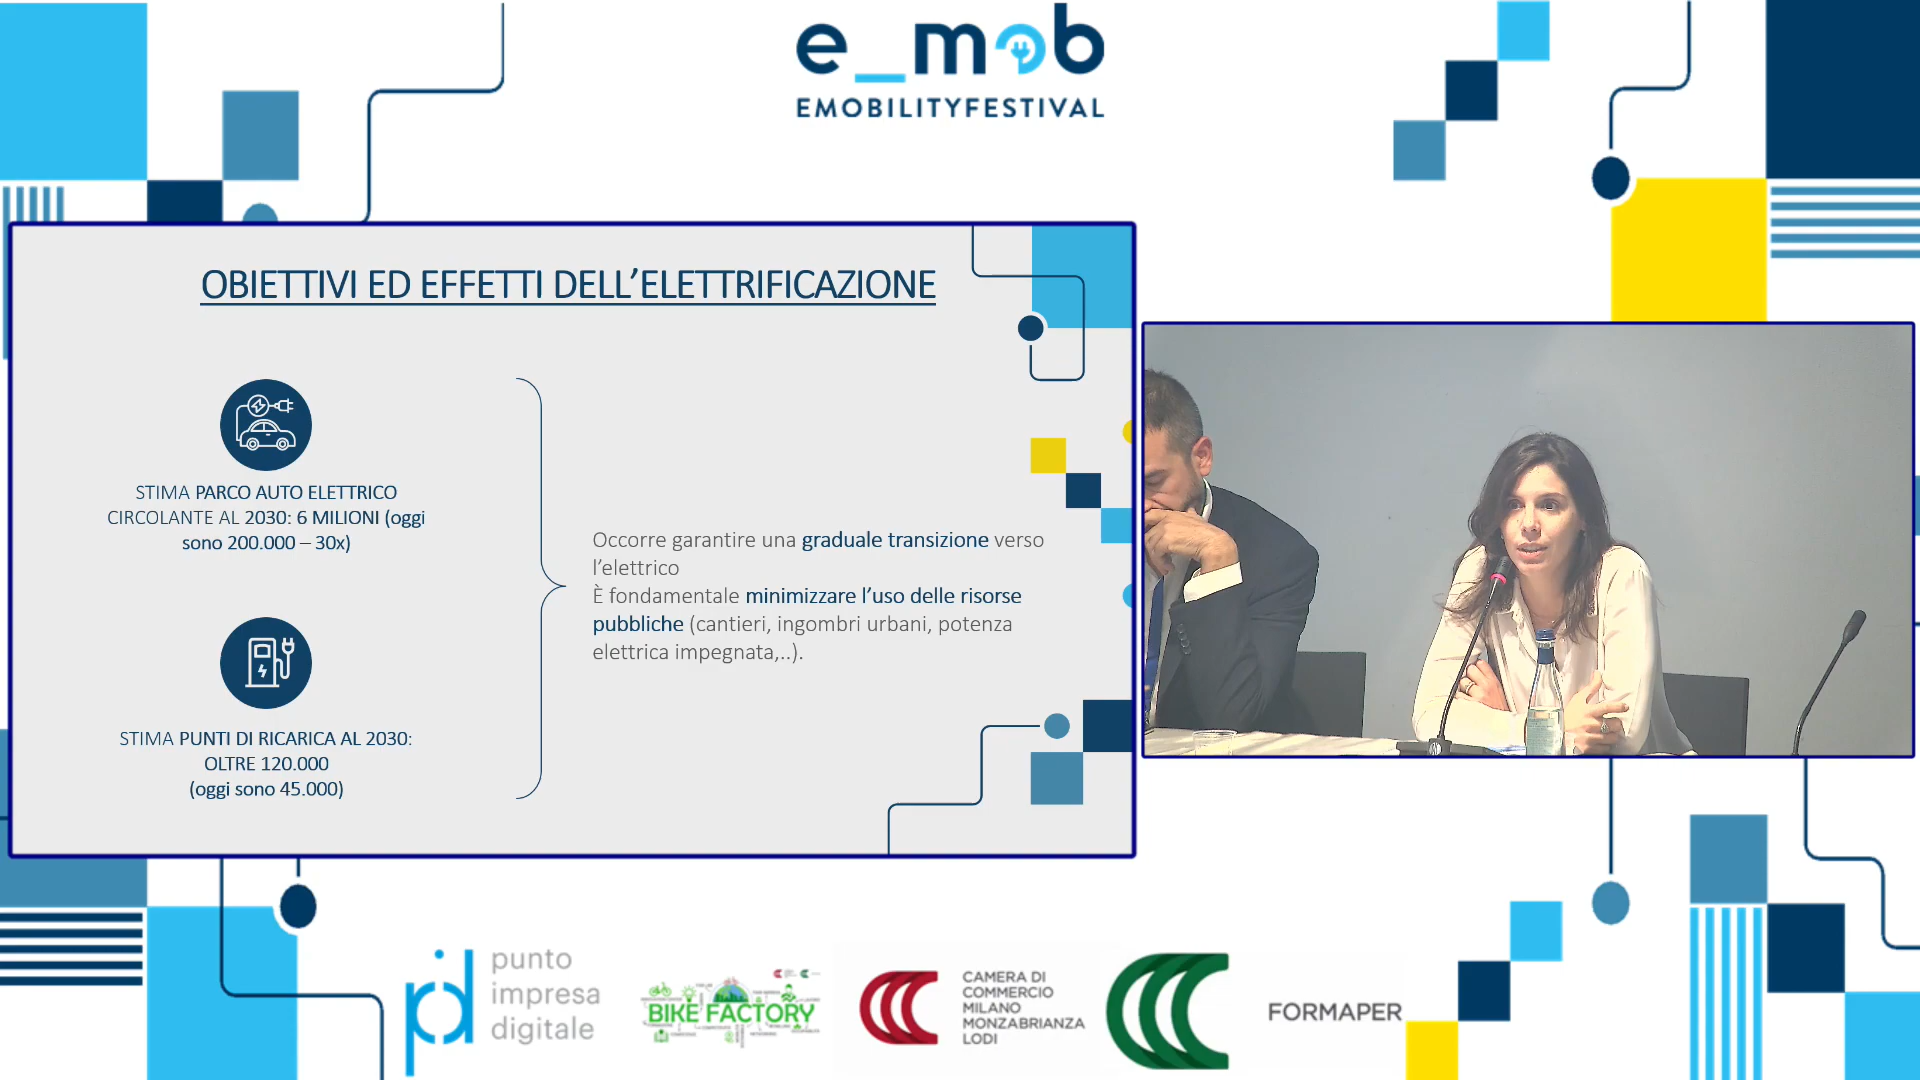 e_mob
EMOBILITYFESTIVAL
OBIETTIVI ED EFFETTI DELL’ELETTRIFICAZIONE
STIMA PARCO AUTO ELETTRICO
CIRCOLANTE AL 2030: 6 MILIONI (oggi
sono 200.000 – 30x)
STIMA PUNTI DI RICARICA AL 2030:
OLTRE 120.000
(oggi sono 45.000)
Occorre garantire una graduale transizione verso
l’elettrico
È fondamentale minimizzare l’uso delle risorse
pubbliche (cantieri, ingombri urbani, potenza
elettrica impegnata,..).
pid
punto
impresa
digitale
BIKE FACTORY
CAMERA DI
COMMERCIO
MILANO
MONZABRIANZA
LODI
FORMAPER